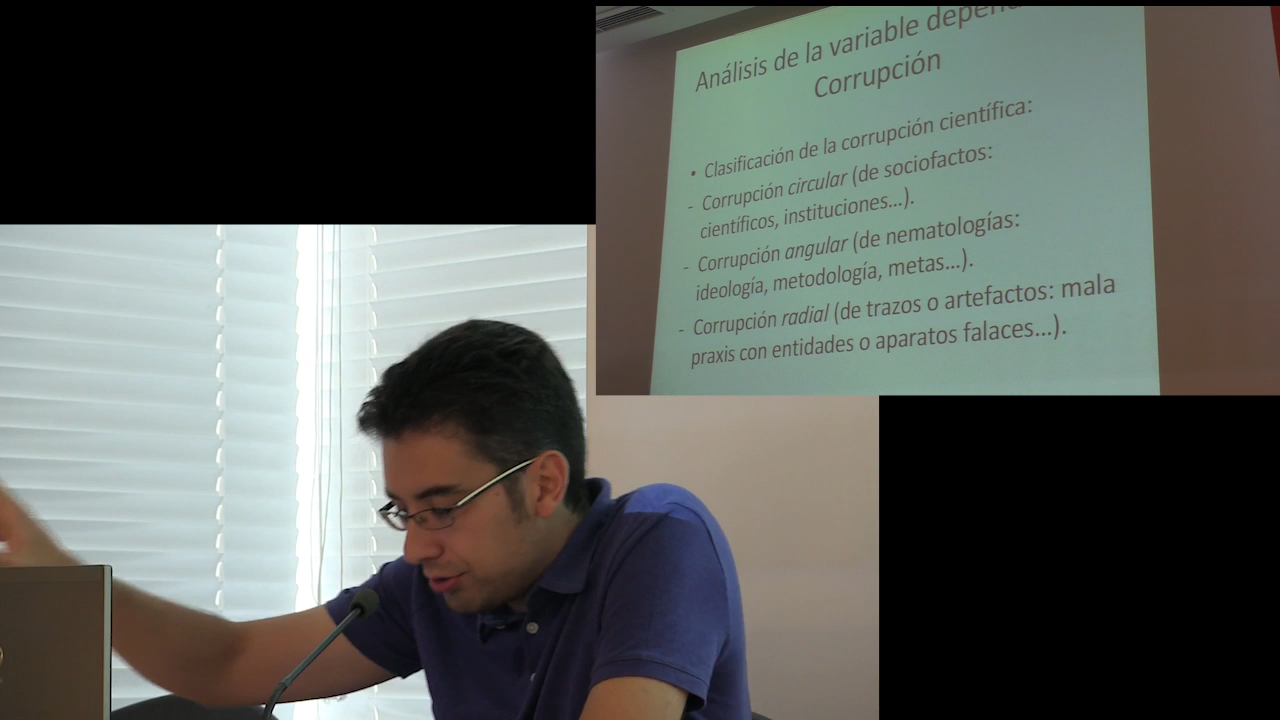 Análisis de la variable
Corrupción
• Clasificación de la corrupción científica:
- Corrupción circular (de sociofactos:
científicos, instituciones...).
- Corrupción angular (de nematologías:
ideología, metodología, metas...).
- Corrupción radial (de trazos o artefactos: mala
praxis con entidades o aparatos falaces...).